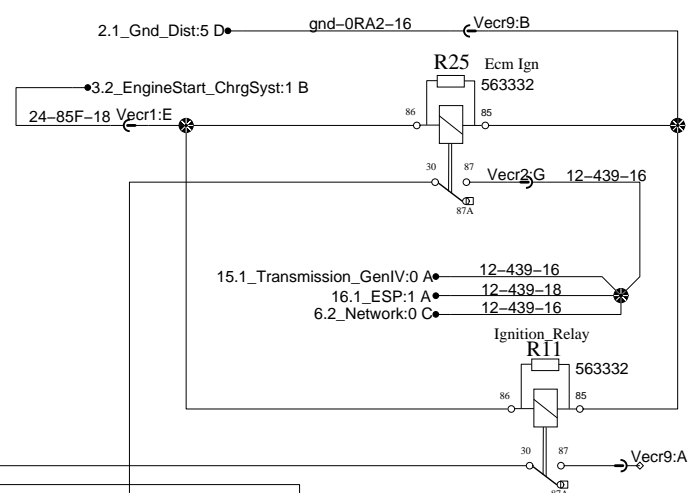 2.1_Gnd_Dist:5 D
gnd−0RA2−16
Vecr9:B
R25
Ecm Ign
563332
3.2_EngineStart_ChrgSyst:1 B
24−85F−18
Vecr1:E
86
85
30
87
Vecr2:G
12−439−16
87A
15.1_Transmission_GenIV:0 A
12−439−16
16.1_ESP:1 A
12−439−18
6.2_Network:0 C
12−439−16
Ignition_Relay
R11
563332
86
85
30
87
Vecr9:A
87A